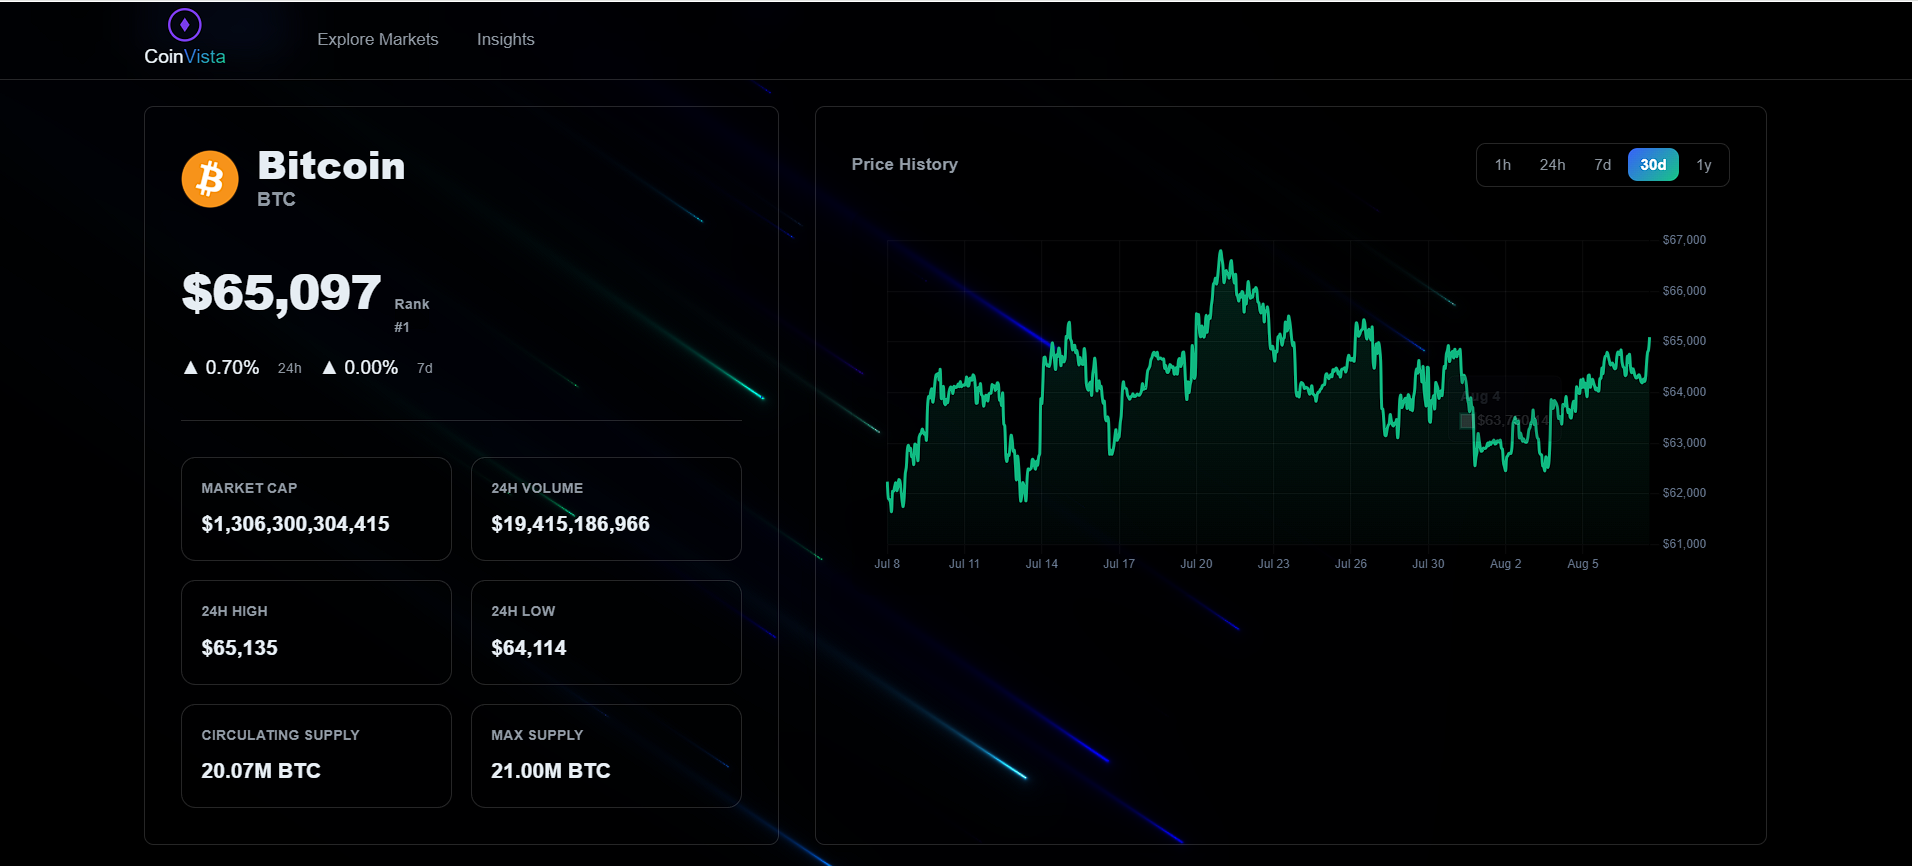 CoinVista
Explore Markets
Insights
Bitcoin
BTC
$65,097
Rank
#1
▲ 0.70% 24h ▲ 0.00% 7d
MARKET CAP
$1,306,300,304,415
24H VOLUME
$19,415,186,966
24H HIGH
$65,135
24H LOW
$64,114
CIRCULATING SUPPLY
20.07M BTC
MAX SUPPLY
21.00M BTC
Price History
1h 24h 7d 30d 1y
$67,000
$66,000
$65,000
$64,000
$63,000
$62,000
$61,000
Aug 4
Jul 8 Jul 11 Jul 14 Jul 17 Jul 20 Jul 23 Jul 26 Jul 30 Aug 2 Aug 5